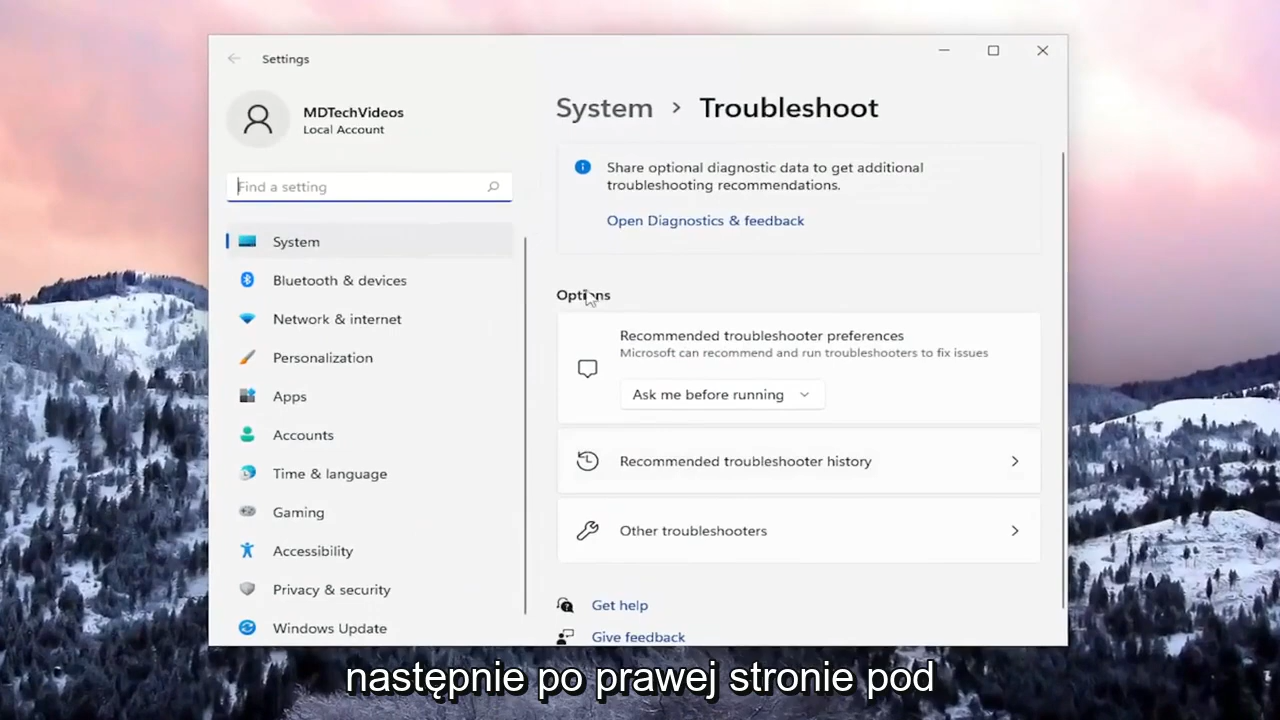 Settings
MDTechVideos
Local Account
Find a setting
System
Bluetooth & devices
Network & internet
Personalization
Apps
Accounts
Time & language
Gaming
Accessibility
Privacy & security
Windows Update
System > Troubleshoot
Share optional diagnostic data to get additional
troubleshooting recommendations.
Open Diagnostics & feedback
Options
Recommended troubleshooter preferences
Microsoft can recommend and run troubleshooters to fix issues
Ask me before running
Recommended troubleshooter history
Other troubleshooters
Get help
Give feedback
następnie po prawej stronie pod